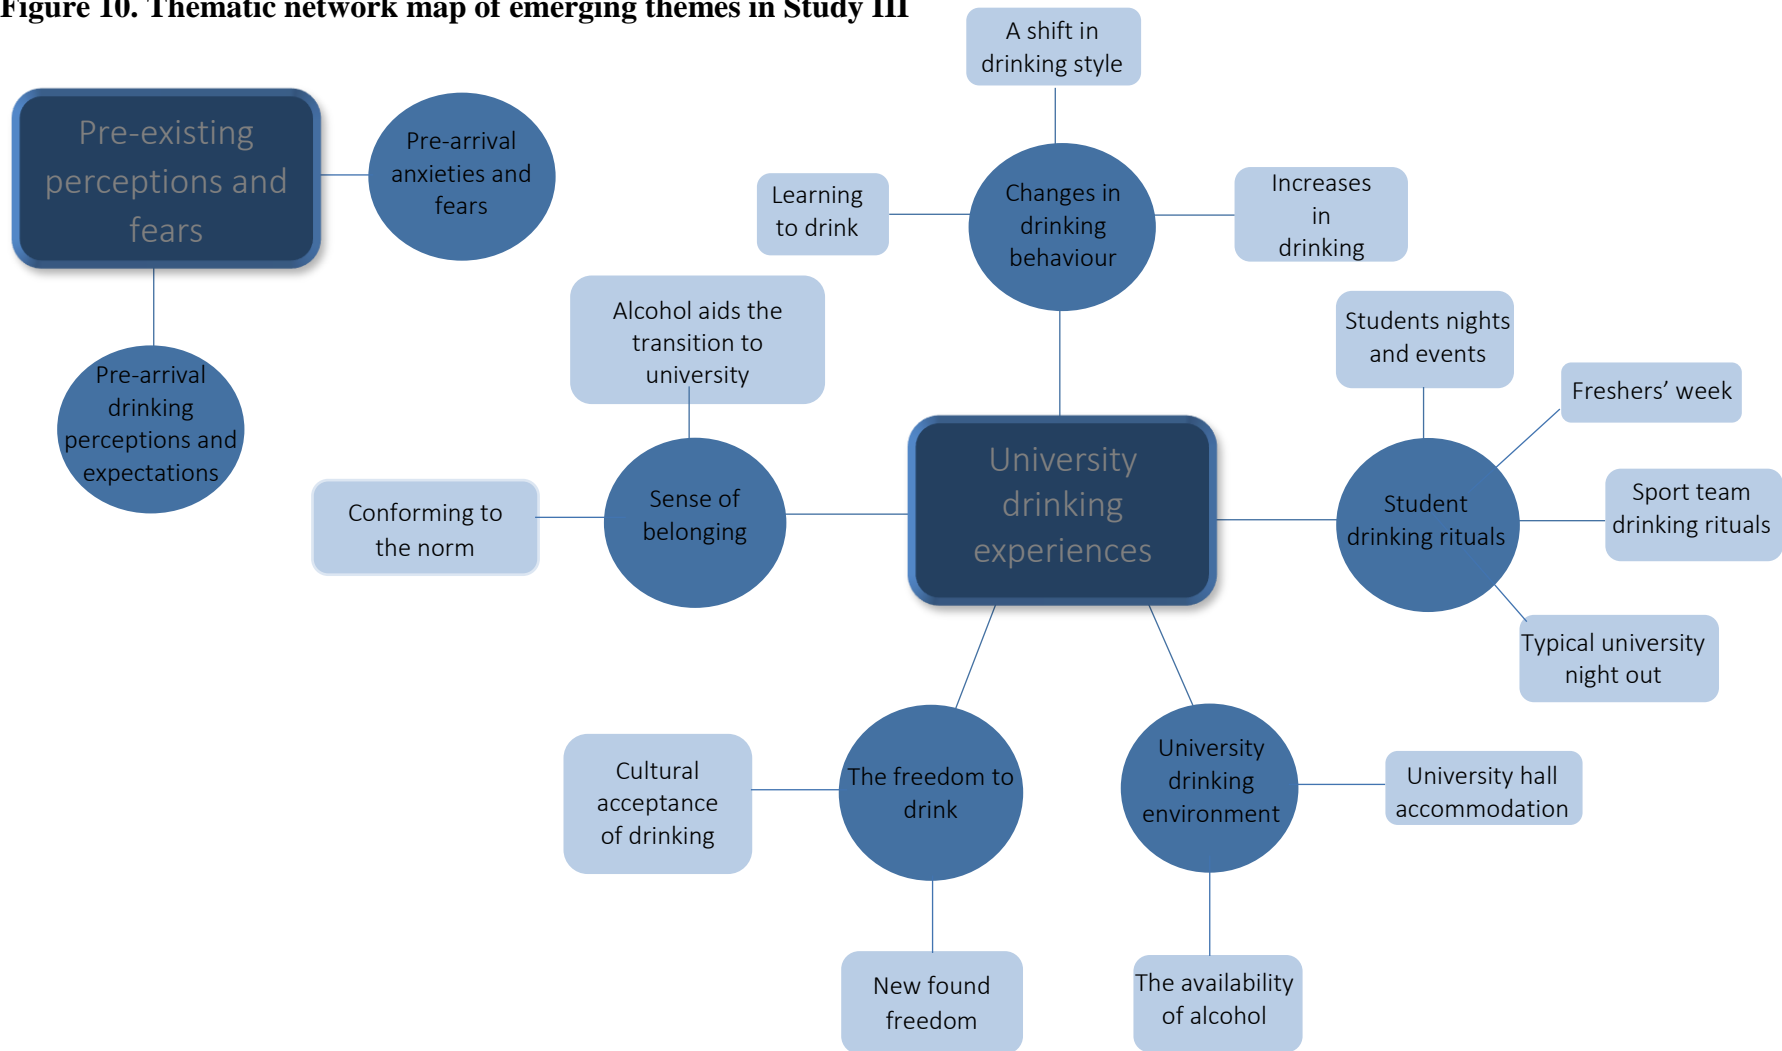 Figure 10. Thematic network map of emerging themes in Study III
A shift in
drinking style
Pre-existing
perceptions and
fears
Pre-arrival
anxieties and
fears
Learning
to drink
Changes in
drinking
behaviour
Increases
in
drinking
Alcohol aids the
transition to
university
Students nights
and events
Freshers’ week
Pre-arrival
drinking
perceptions and
expectations
Conforming to
the norm
Sense of
belonging
University
drinking
experiences
Student
drinking rituals
Sport team
drinking rituals
Typical university
night out
Cultural
acceptance
of drinking
The freedom to
drink
University
drinking
environment
University hall
accommodation
New found
freedom
The availability
of alcohol